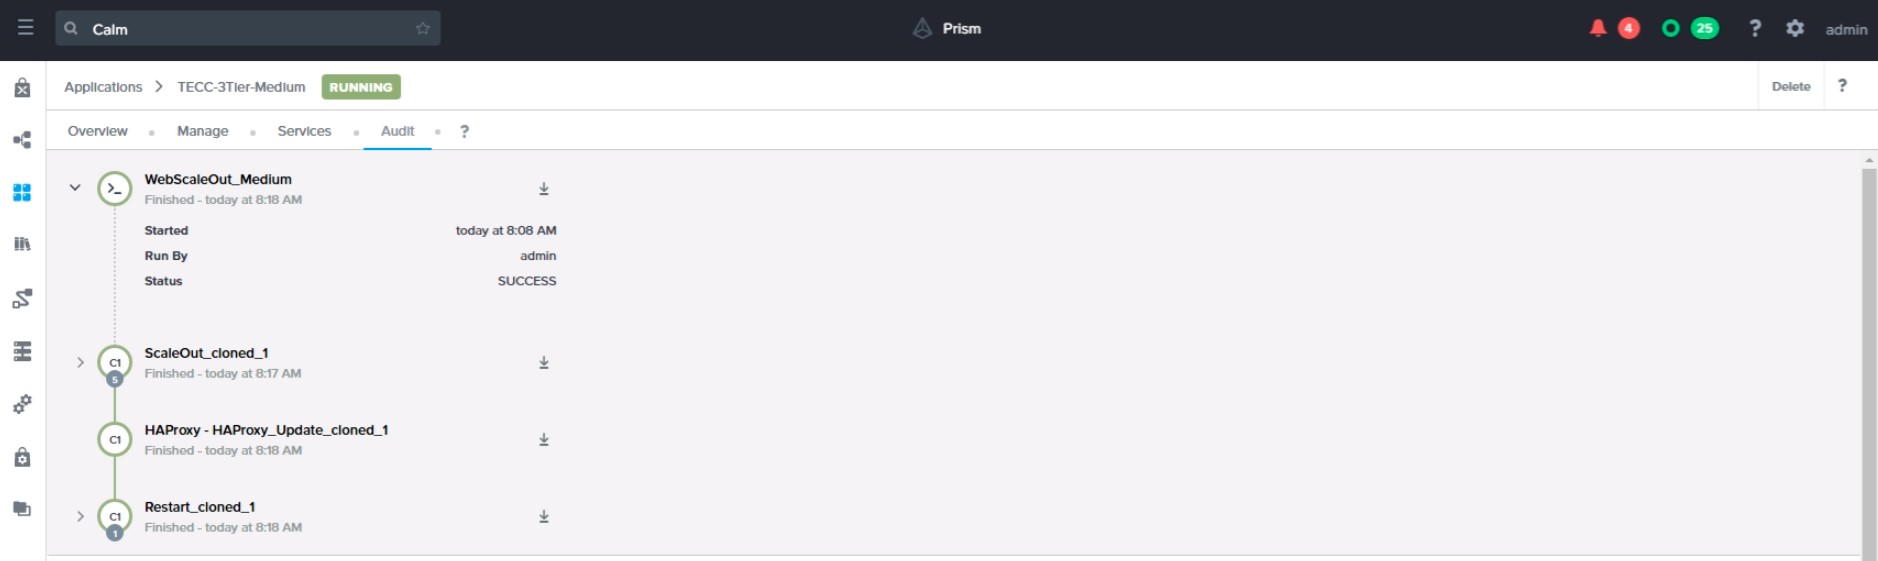 Calm
Prism
4
25
?
admin
Applications > TECC-3Tier-Medium RUNNING
Delete
?
Overview
Manage
Services
Audit
?
>_
WebScaleOut_Medium
Finished - today at 8:18 AM
Started today at 8:08 AM
Run By admin
Status SUCCESS
C1
5
ScaleOut_cloned_1
Finished - today at 8:17 AM
C1
HAProxy - HAProxy_Update_cloned_1
Finished - today at 8:18 AM
C1
1
Restart_cloned_1
Finished - today at 8:18 AM